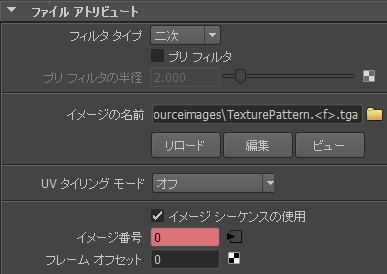 ファイル アトリビュート
フィルタ タイプ 二次
プリ フィルタ
プリ フィルタの半径 2.000
イメージの名前 ourceimages\TexturePattern.<f>.tga
リロード 編集 ビュー
UV タイリング モード オフ
イメージ シーケンスの使用
イメージ番号 0
フレーム オフセット 0